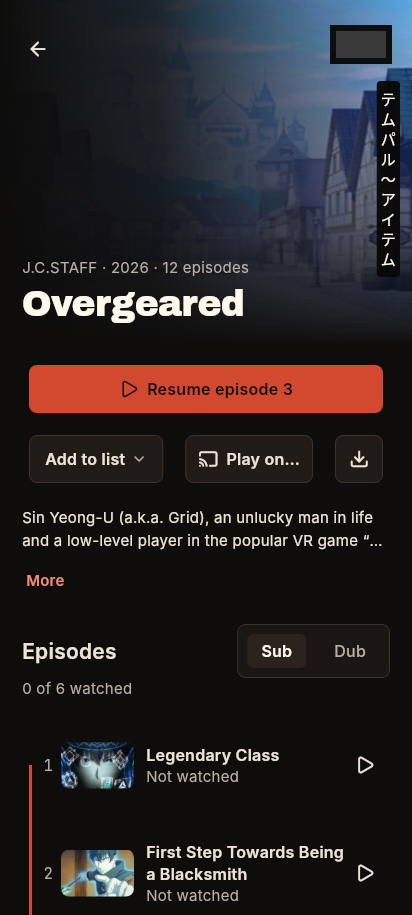 テムパル〜アイテム
J.C.STAFF · 2026 · 12 episodes
Overgeared
Resume episode 3
Add to list
Play on...
Sin Yeong-U (a.k.a. Grid), an unlucky man in life
and a low-level player in the popular VR game “...
More
Episodes
Sub
Dub
0 of 6 watched
1
Legendary Class
Not watched
2
First Step Towards Being
a Blacksmith
Not watched